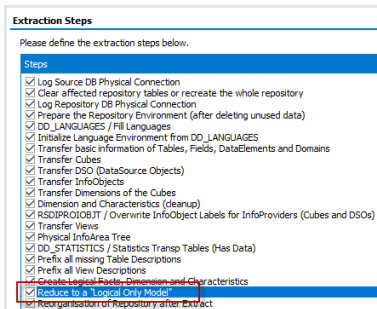 Extraction Steps
Please define the extraction steps below.
Steps
Log Source DB Physical Connection
Clear affected repository tables or recreate the whole repository
Log Repository DB Physical Connection
Prepare the Repository Environment (after deleting unused data)
DD_LANGUAGES / Fill Languages
Initialize Language Environment from DD_LANGUAGES
Transfer basic information of Tables, Fields, DataElements and Domains
Transfer Cubes
Transfer DSO (DataSource Objects)
Transfer InfoObjects
Transfer Dimensions of the Cubes
Dimension and Characteristics (cleanup)
RSDIPROIOBJT / Overwrite InfoObject Labels for InfoProviders (Cubes and DSOs)
Transfer Views
Physical InfoArea Tree
DD_STATISTICS / Statistics Transp Tables (Has Data)
Prefix all missing Table Descriptions
Prefix all View Descriptions
Create Logical Facts, Dimension and Characteristics
Reduce to a "Logical Only Model"
Reorganisation of Repository after Extract